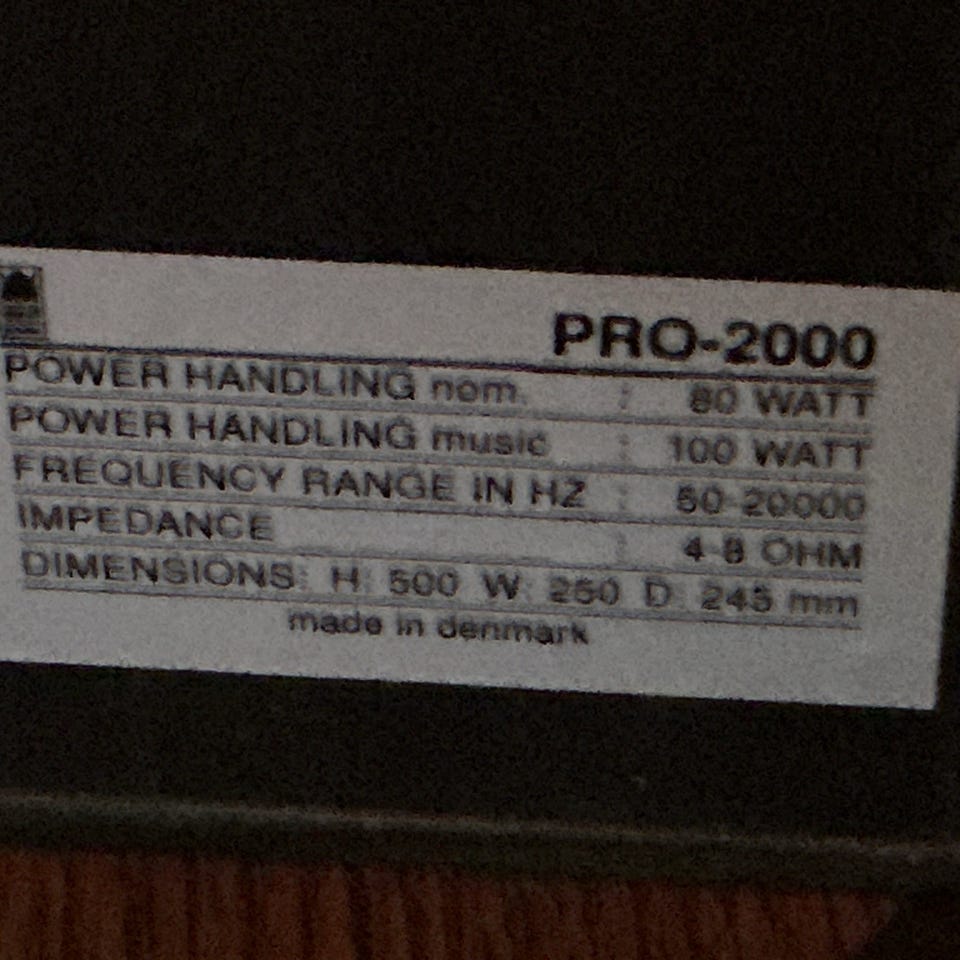 PRO-2000
POWER HANDLING nom. : 80 WATT
POWER HANDLING music : 100 WATT
FREQUENCY RANGE IN HZ : 50-20000
IMPEDANCE : 4-8 OHM
DIMENSIONS: H: 500 W: 250 D: 245 mm
made in denmark